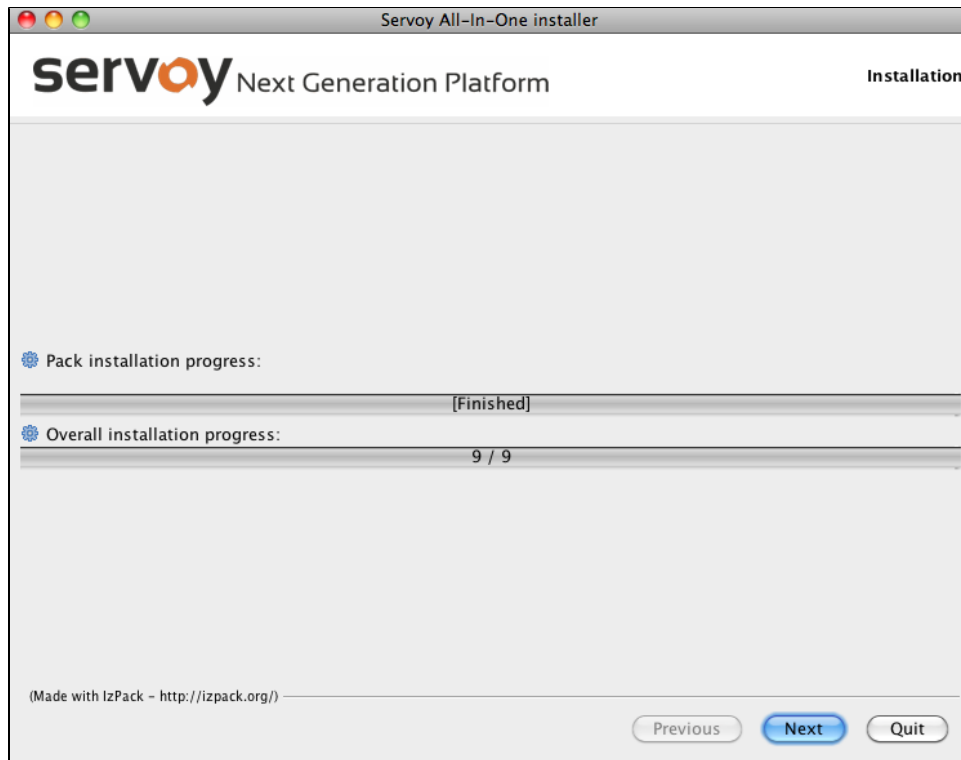 Servoy All-In-One installer
servoy Next Generation Platform
Installation
Pack installation progress:
[Finished]
Overall installation progress:
9 / 9
(Made with IzPack - http://izpack.org/)
Previous Next Quit